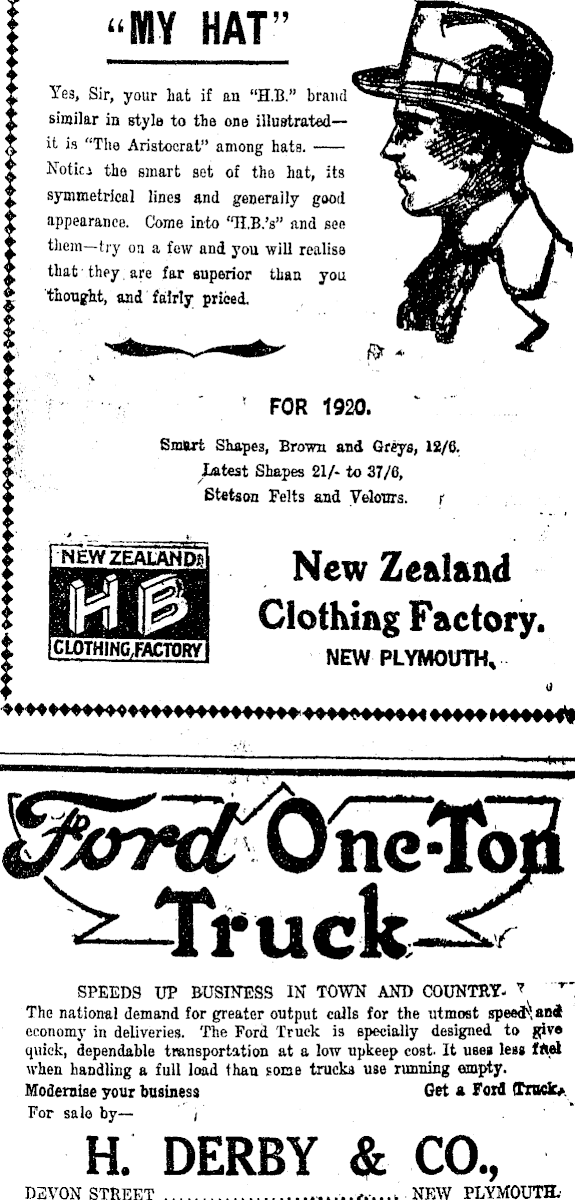 "MY HAT"
Yes, Sir, your hat if an "H.B." brand
similar in style to the one illustrated—
it is "The Aristocrat" among hats. ——
Notice the smart set of the hat, its
symmetrical lines and generally good
appearance. Come into "H.B.'s" and see
them—try on a few and you will realise
that they are far superior than you
thought, and fairly priced.
FOR 1920.
Smart Shapes, Brown and Greys, 12/6.
Latest Shapes 21/- to 37/6,
Stetson Felts and Velours.
NEW ZEALAND
HB
CLOTHING FACTORY
New Zealand
Clothing Factory.
NEW PLYMOUTH.
Ford One-Ton
Truck
SPEEDS UP BUSINESS IN TOWN AND COUNTRY.
The national demand for greater output calls for the utmost speed and
economy in deliveries. The Ford Truck is specially designed to give
quick, dependable transportation at a low upkeep cost. It uses less fuel
when handling a full load than some trucks use running empty.
Modernise your business Get a Ford Truck.
For sale by—
H. DERBY & CO.,
DEVON STREET .............................. NEW PLYMOUTH.